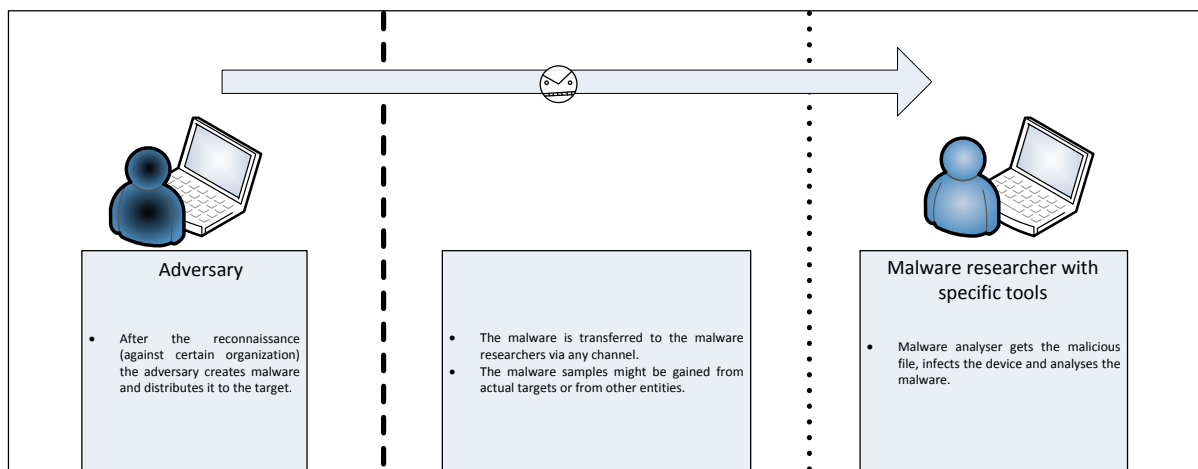 Adversary
• After the reconnaissance
(against certain organization)
the adversary creates malware
and distributes it to the target.
• The malware is transferred to the malware
researchers via any channel.
• The malware samples might be gained from
actual targets or from other entities.
Malware researcher with
specific tools
• Malware analyser gets the malicious
file, infects the device and analyses the
malware.